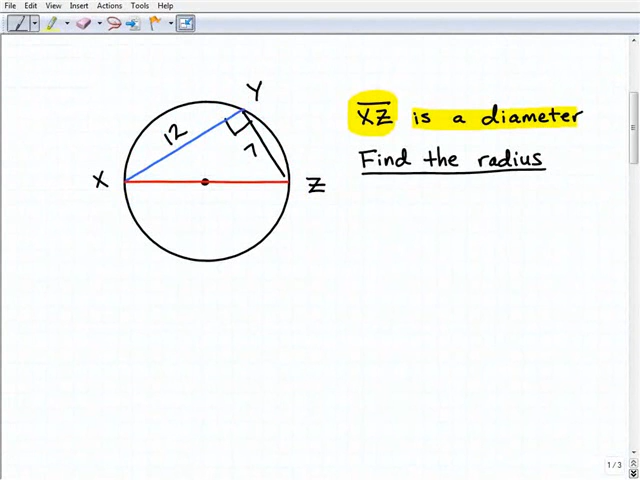 File Edit View Insert Actions Tools Help
Y
12
7
X
Z
XZ is a diameter
Find the radius
1 / 3